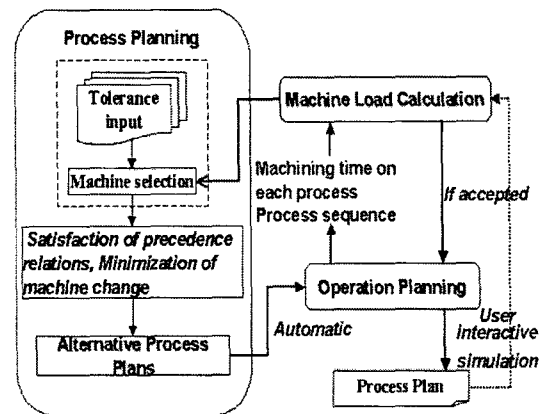 Process Planning
Tolerance
input
Machine selection
Satisfaction of precedence
relations, Minimization of
machine change
Alternative Process
Plans
Machine Load Calculation
Machining time on
each process
Process sequence
If accepted
Operation Planning
Automatic
User
interactive
simulation
Process Plan